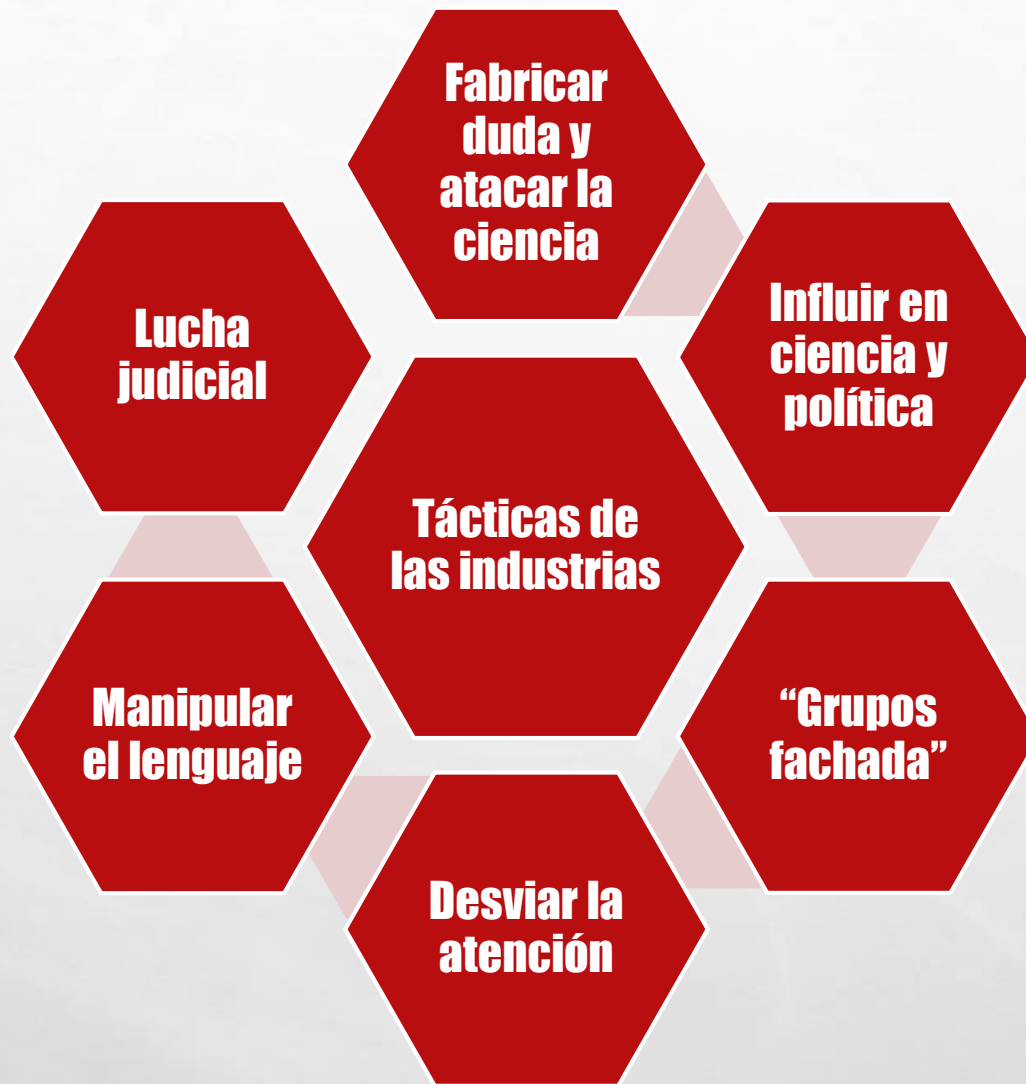 Fabricar
duda y
atacar la
ciencia
Influir en
ciencia y
política
“Grupos
fachada”
Desviar la
atención
Manipular
el lenguaje
Lucha
judicial
Tácticas de
las industrias